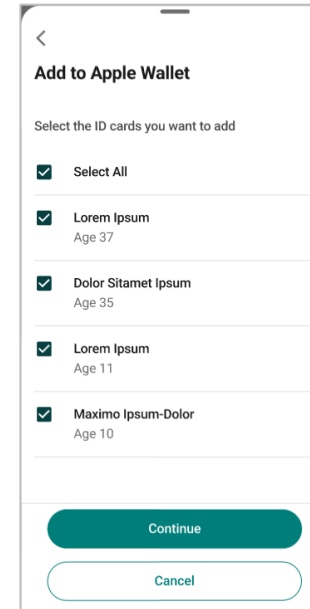 Add to Apple Wallet
Select the ID cards you want to add
Select All
Lorem Ipsum
Age 37
Dolor Sitamet Ipsum
Age 35
Lorem Ipsum
Age 11
Maximo Ipsum-Dolor
Age 10
Continue
Cancel